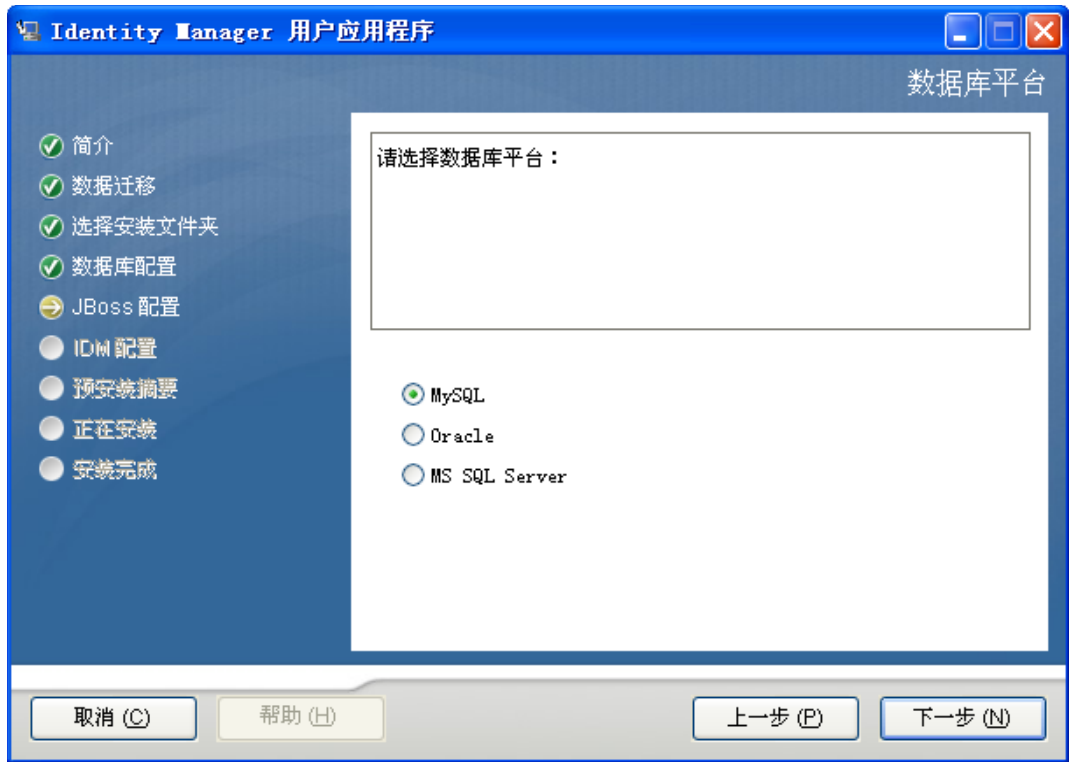 Identity Manager 用户应用程序
数据库平台
简介
数据迁移
选择安装文件夹
数据库配置
JBoss 配置
IDM 配置
预安装摘要
正在安装
安装完成
请选择数据库平台：
MySQL
Oracle
MS SQL Server
取消 (C)
帮助 (H)
上一步 (P)
下一步 (N)